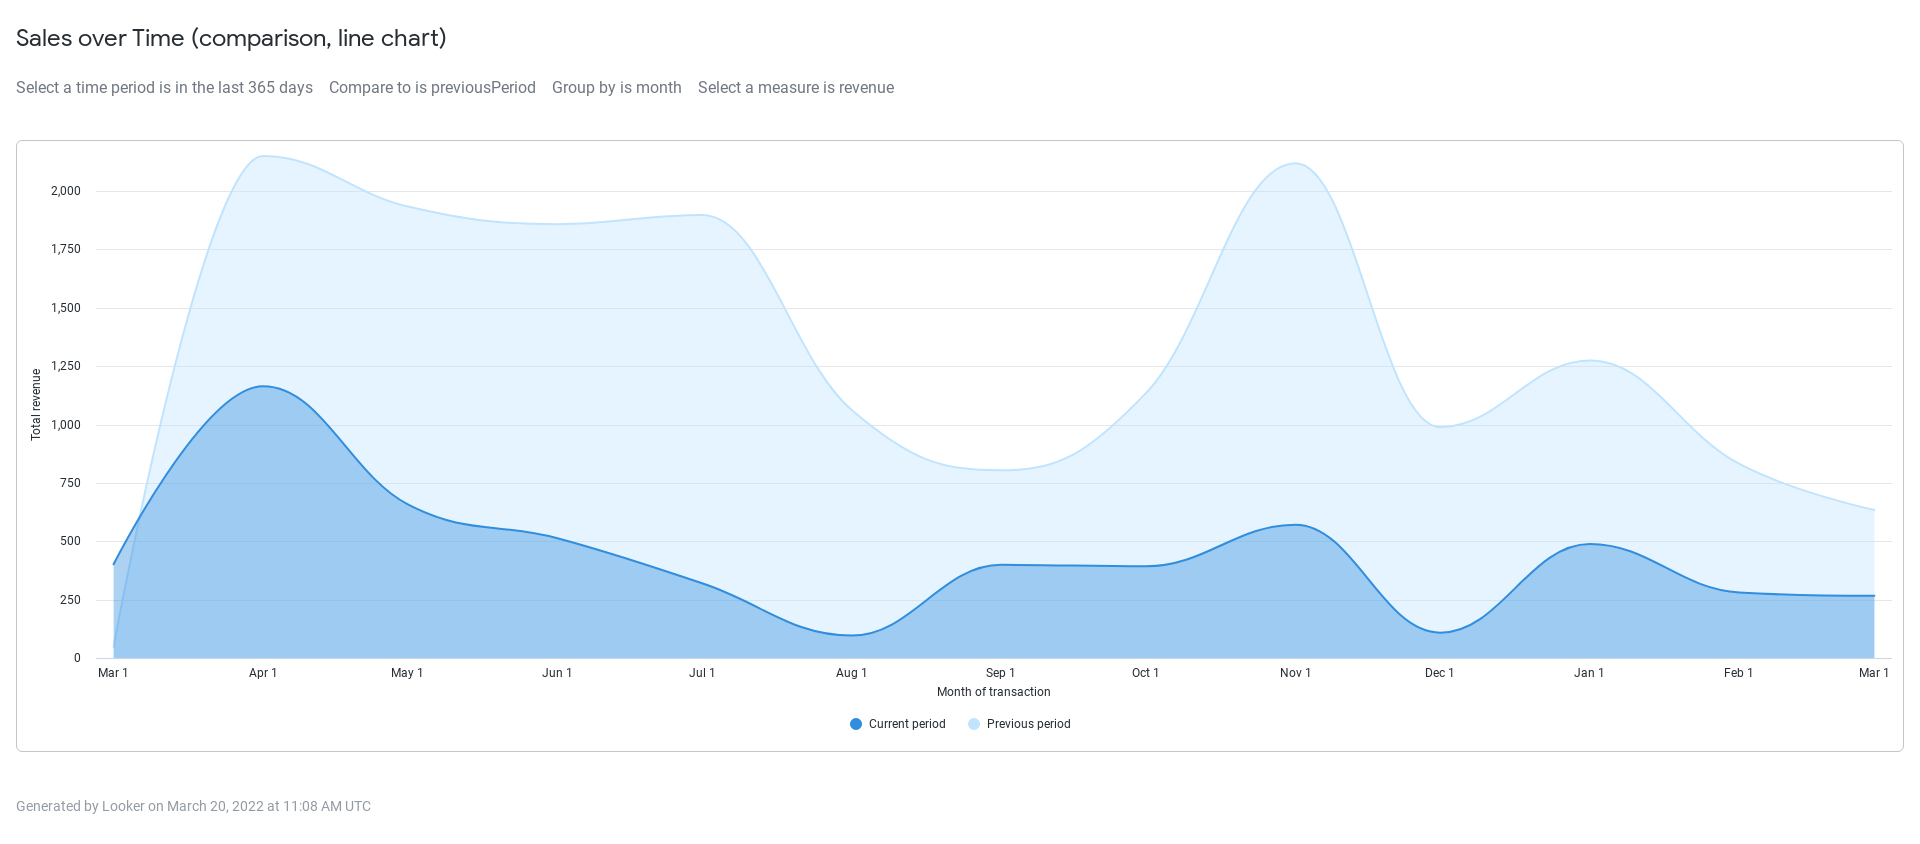 Sales over Time (comparison, line chart)
Select a time period is in the last 365 days Compare to is previousPeriod Group by is month Select a measure is revenue
Total revenue
2,000
1,750
1,500
1,250
1,000
750
500
250
0
Mar 1 Apr 1 May 1 Jun 1 Jul 1 Aug 1 Sep 1 Oct 1 Nov 1 Dec 1 Jan 1 Feb 1 Mar 1
Month of transaction
Current period Previous period
Generated by Looker on March 20, 2022 at 11:08 AM UTC